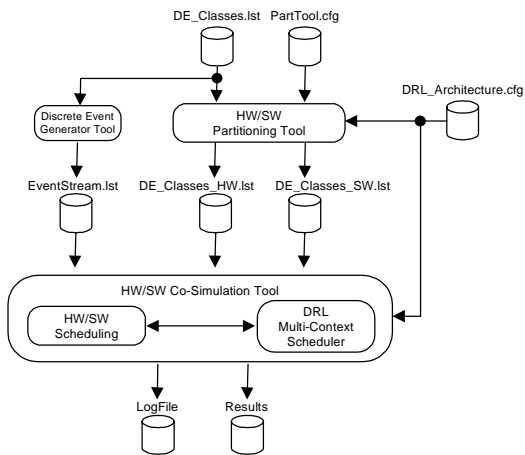 DE_Classes.lst
PartTool.cfg
DRL_Architecture.cfg
Discrete Event
Generator Tool
HW/SW
Partitioning Tool
EventStream.lst
DE_Classes_HW.lst
DE_Classes_SW.lst
HW/SW Co-Simulation Tool
HW/SW
Scheduling
DRL
Multi-Context
Scheduler
LogFile
Results